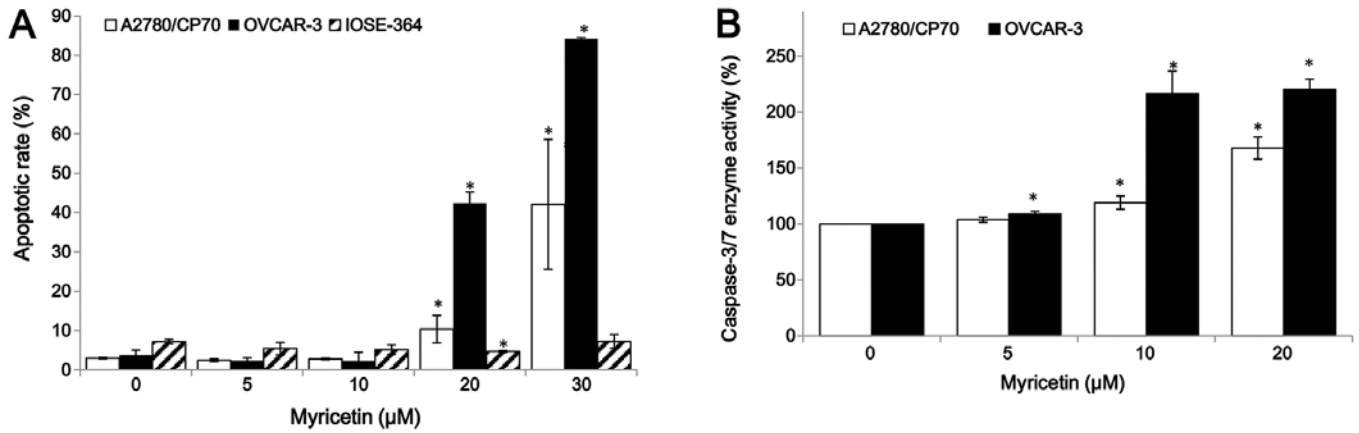 A
A2780/CP70 OVCAR-3 IOSE-364
Apoptotic rate (%)
90
80
70
60
50
40
30
20
10
0
* * * * * *
0 5 10 20 30
Myricetin (µM)
B
A2780/CP70 OVCAR-3
Caspase-3/7 enzyme activity (%)
250
200
150
100
50
0
* * * * *
0 5 10 20
Myricetin (µM)